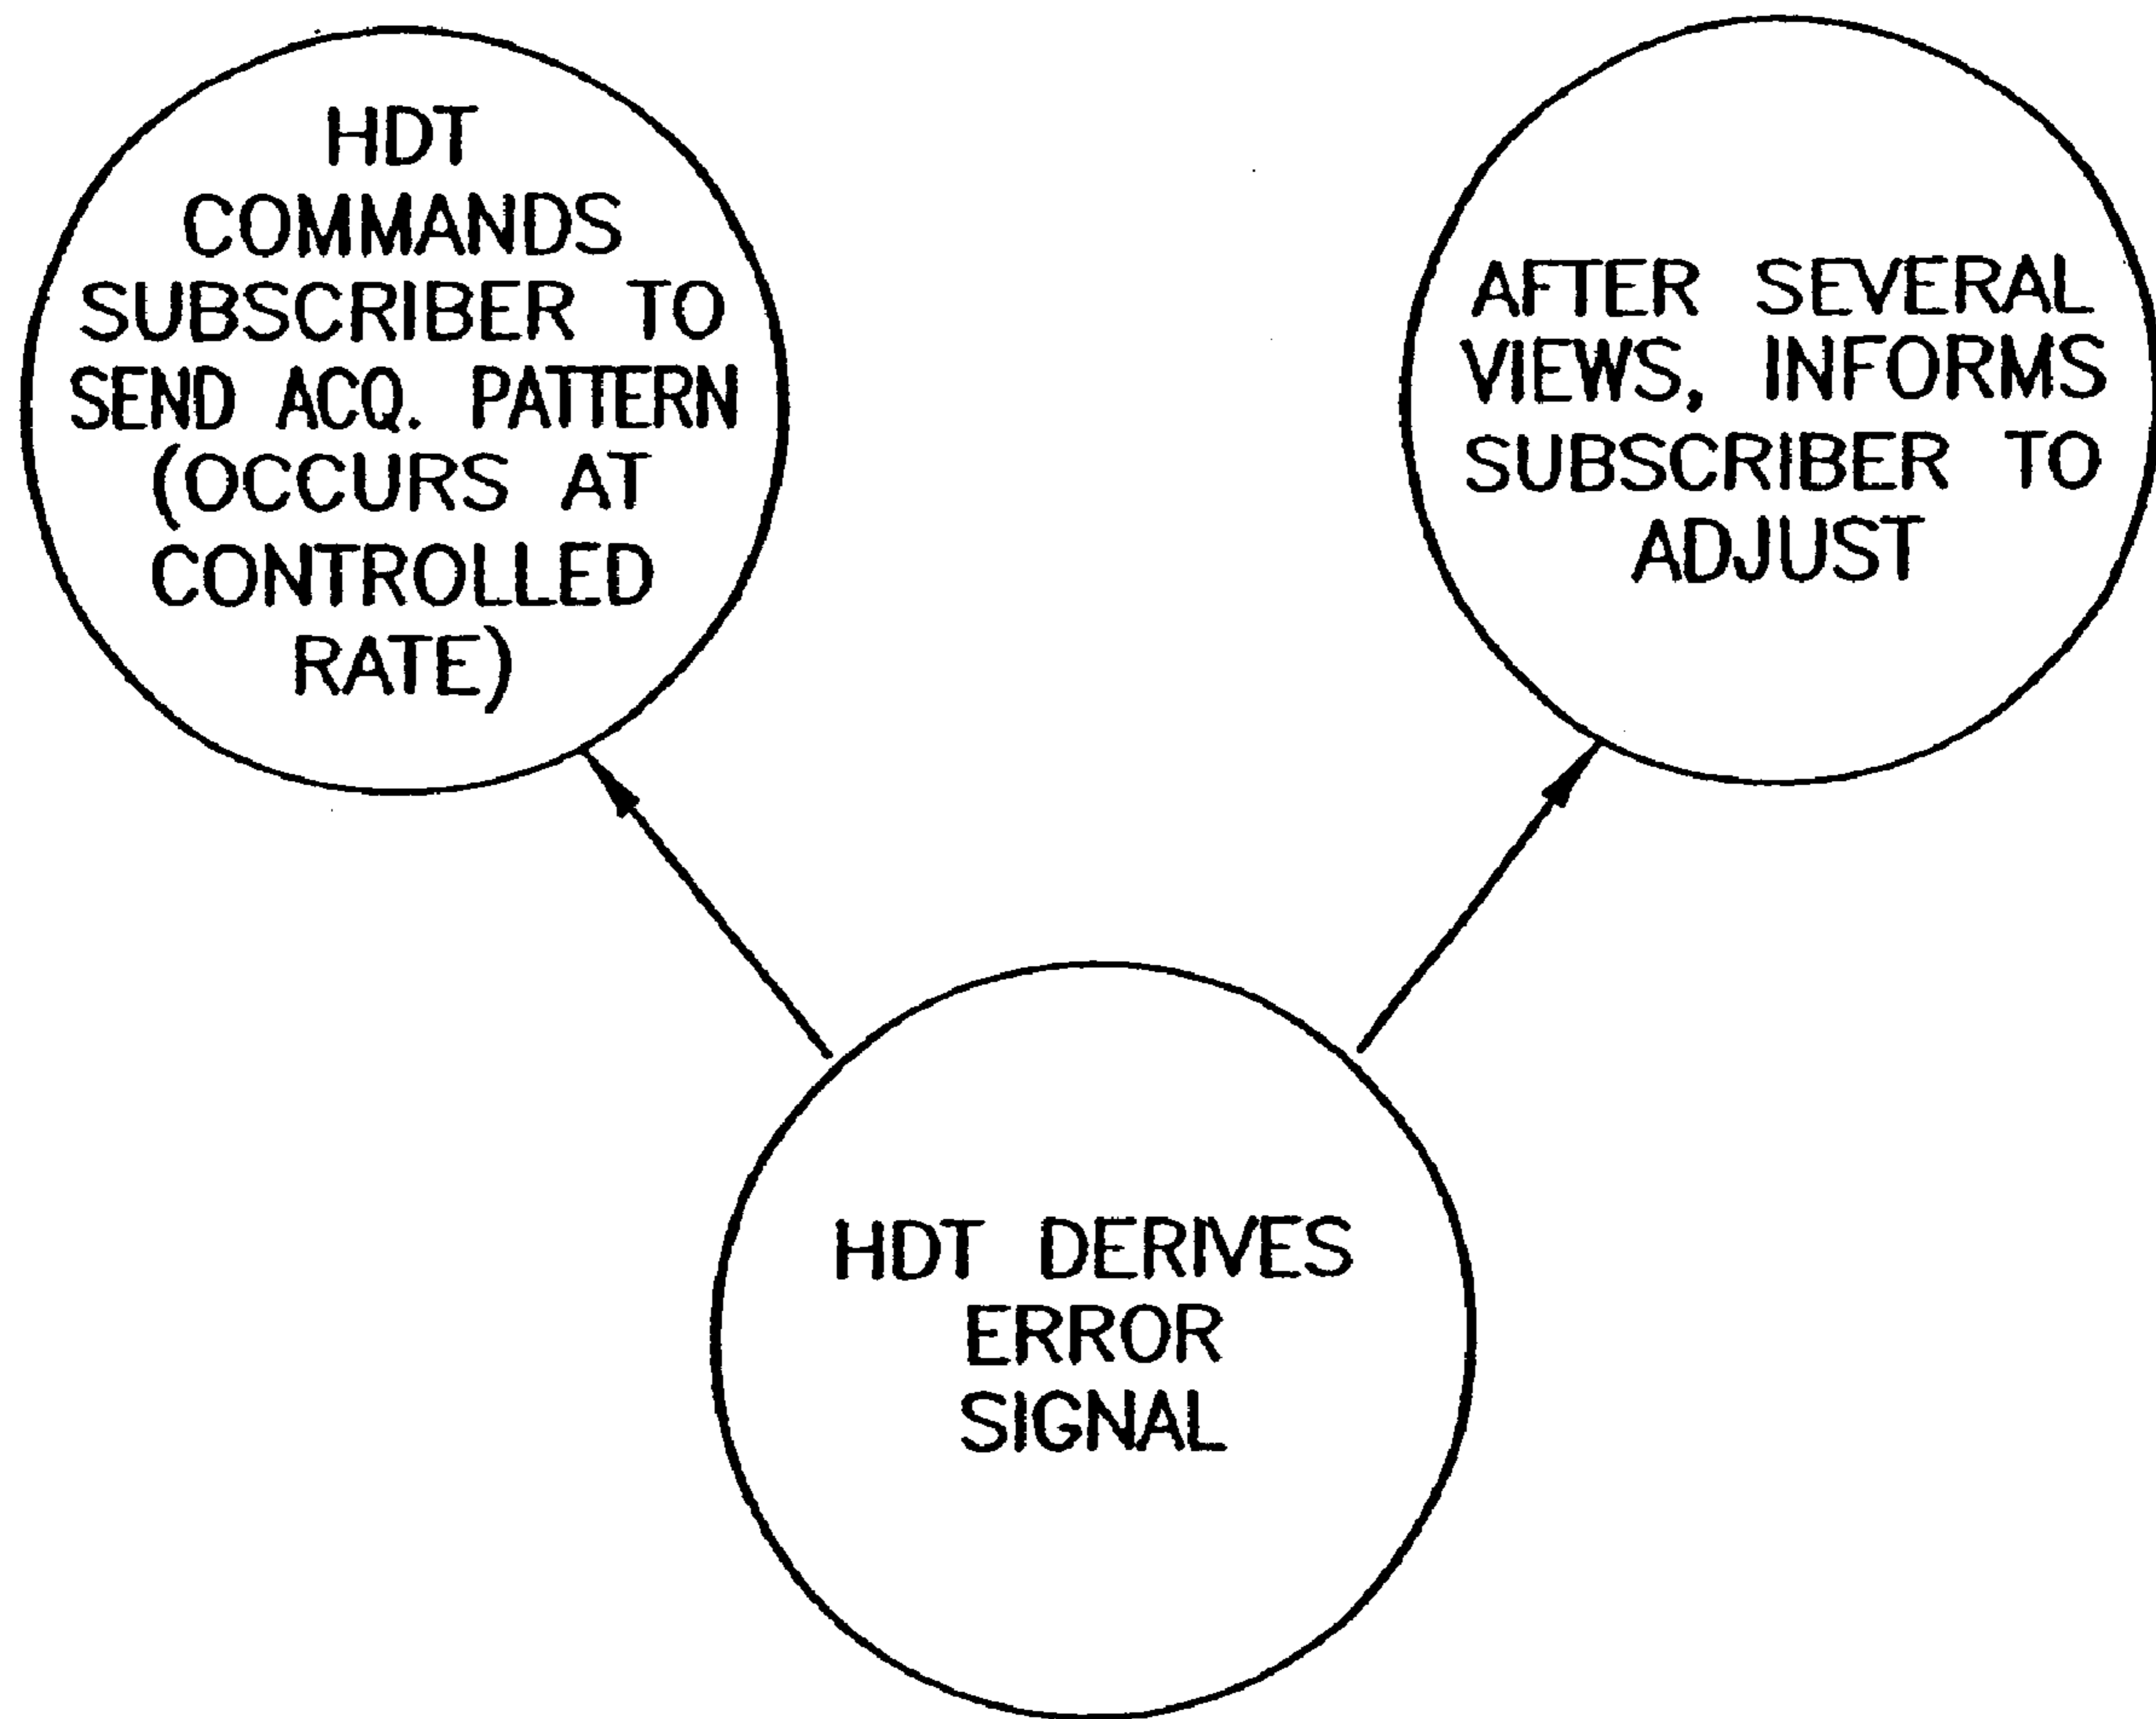 HDT
COMMANDS
SUBSCRIBER TO
SEND ACQ. PATTERN
(OCCURS AT
CONTROLLED
RATE)
AFTER SEVERAL
VIEWS, INFORMS
SUBSCRIBER TO
ADJUST
HDT DERIVES
ERROR
SIGNAL